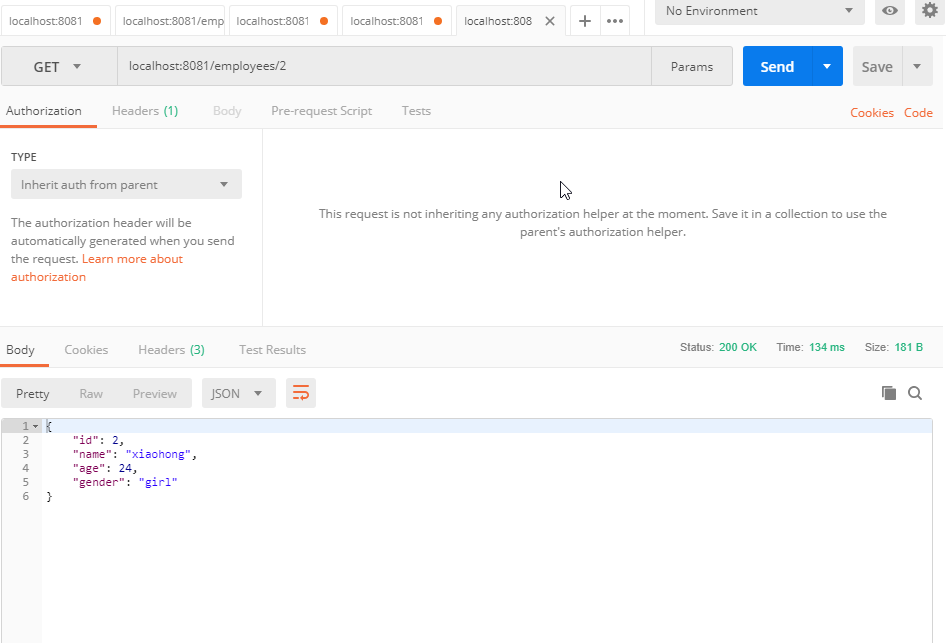 localhost:8081 localhost:8081/emp localhost:8081 localhost:8081 localhost:808 No Environment
GET localhost:8081/employees/2 Params Send Save
Authorization Headers (1) Body Pre-request Script Tests Cookies Code
TYPE
Inherit auth from parent
The authorization header will be
automatically generated when you send
the request. Learn more about
authorization
This request is not inheriting any authorization helper at the moment. Save it in a collection to use the
parent's authorization helper.
Body Cookies Headers (3) Test Results Status: 200 OK Time: 134 ms Size: 181 B
Pretty Raw Preview JSON
1 {
2 "id": 2,
3 "name": "xiaohong",
4 "age": 24,
5 "gender": "girl"
6 }